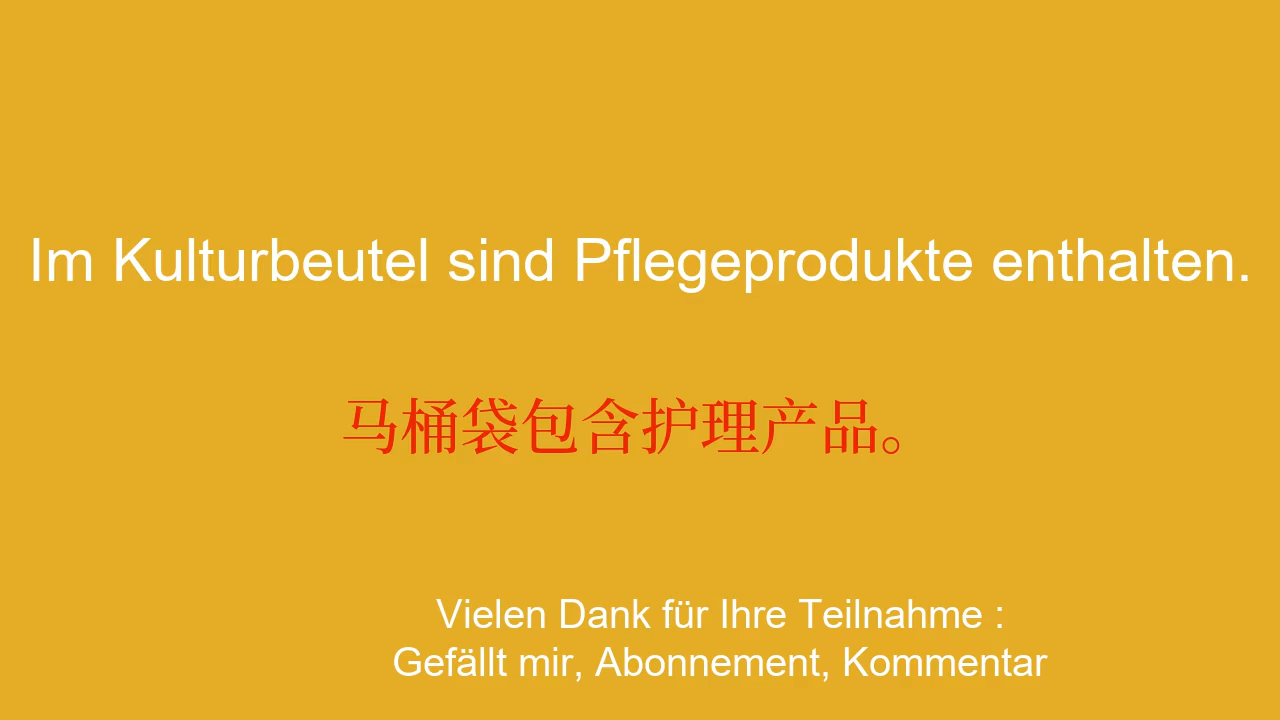 Im Kulturbeutel sind Pflegeprodukte enthalten.
马桶袋包含护理产品。
Vielen Dank für Ihre Teilnahme :
Gefällt mir, Abonnement, Kommentar